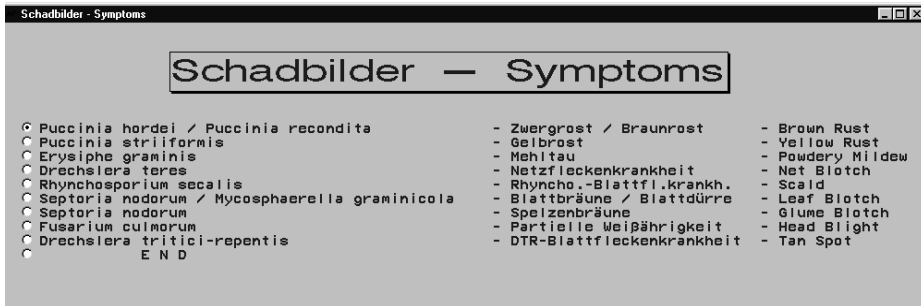 Schadbilder - Symptoms
Schadbilder — Symptoms
Puccinia hordei / Puccinia recondita - Zwergrost / Braunrost - Brown Rust
Puccinia striiformis - Gelbrost - Yellow Rust
Erysiphe graminis - Mehltau - Powdery Mildew
Drechslera teres - Netzfleckenkrankheit - Net Blotch
Rhynchosporium secalis - Rhyncho.-Blattfl.krankh. - Scald
Septoria nodorum / Mycosphaerella graminicola - Blattbräune / Blattdürre - Leaf Blotch
Septoria nodorum - Spelzenbräune - Glume Blotch
Fusarium culmorum - Partielle Weißährigkeit - Head Blight
Drechslera tritici-repentis - DTR-Blattfleckenkrankheit - Tan Spot
E N D